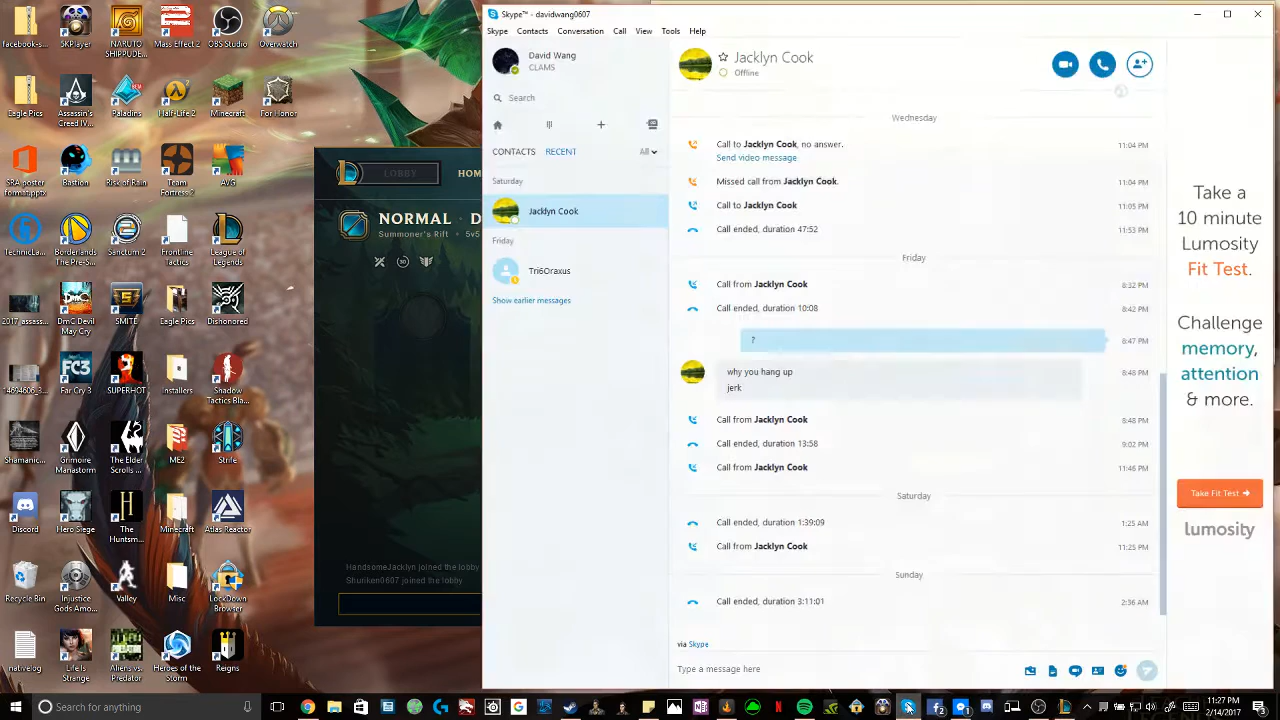 Skype™ - davidwang0607
Skype Contacts Conversation Call View Tools Help
David Wang
CLAMS
Search
CONTACTS RECENT
All
Saturday
Jacklyn Cook
Friday
Tri6Oraxus
Show earlier messages
Jacklyn Cook
Offline
Wednesday
Call to Jacklyn Cook, no answer. 11:04 PM
Send video message
Missed call from Jacklyn Cook. 11:04 PM
Call to Jacklyn Cook 11:05 PM
Call ended, duration 47:52 11:53 PM
Friday
Call from Jacklyn Cook 8:32 PM
Call ended, duration 10:08 8:42 PM
? 8:47 PM
why you hang up 8:48 PM
jerk
Call from Jacklyn Cook 8:48 PM
Call ended, duration 13:58 9:02 PM
Call from Jacklyn Cook 11:46 PM
Saturday
Call ended, duration 1:39:09 1:25 AM
Call from Jacklyn Cook 11:25 PM
Sunday
Call ended, duration 3:11:01 2:36 AM
via Skype
Type a message here
Take a
10 minute
Lumosity
Fit Test.
Challenge
memory,
attention
& more.
Take Fit Test
lumosity
LOBBY
HOM
NORMAL · D
Summoner's Rift · 5v5
30
HandsomeJacklyn joined the lobby
Shuriken0607 joined the lobby
facebook-s...
SKPlayer
NARUTO
SHIPPUDE...
Mass Effect 2
OBS Studio
Overwatch
Eagle Pics
Assassin's
Creed IV...
Paladins
Half-Life 2
Minecraft
For Honor
SRA poster
format tipps...
Bastion
Risk of Rain
Team
Fortress 2
AVG
TechnicLau...
Borderlands
The Pre-S...
Borderlands 2
Frontline
Tactics
League of
Legends
2017_assass...
DmC Devil
May Cry
SMITE
Eagle Pics
Dishonored
Far Cry 3
SUPERHOT
Installers
Shadow
Tactics Bla...
Shamanic...
Grimoire
Manastorm
The Elder
Scrolls ...
ME2
Strife
Discord
Hero Siege
The
Huntsm...
Minecraft
Atlas Reactor
Recycle Bin
Injustice
Gods Amo...
Valley
Misc
LockDown
Browser
nativelog
Life Is
Strange
Aliens vs.
Predator
Heroes of the
Storm
Reigns
Search for anything
11:27 PM